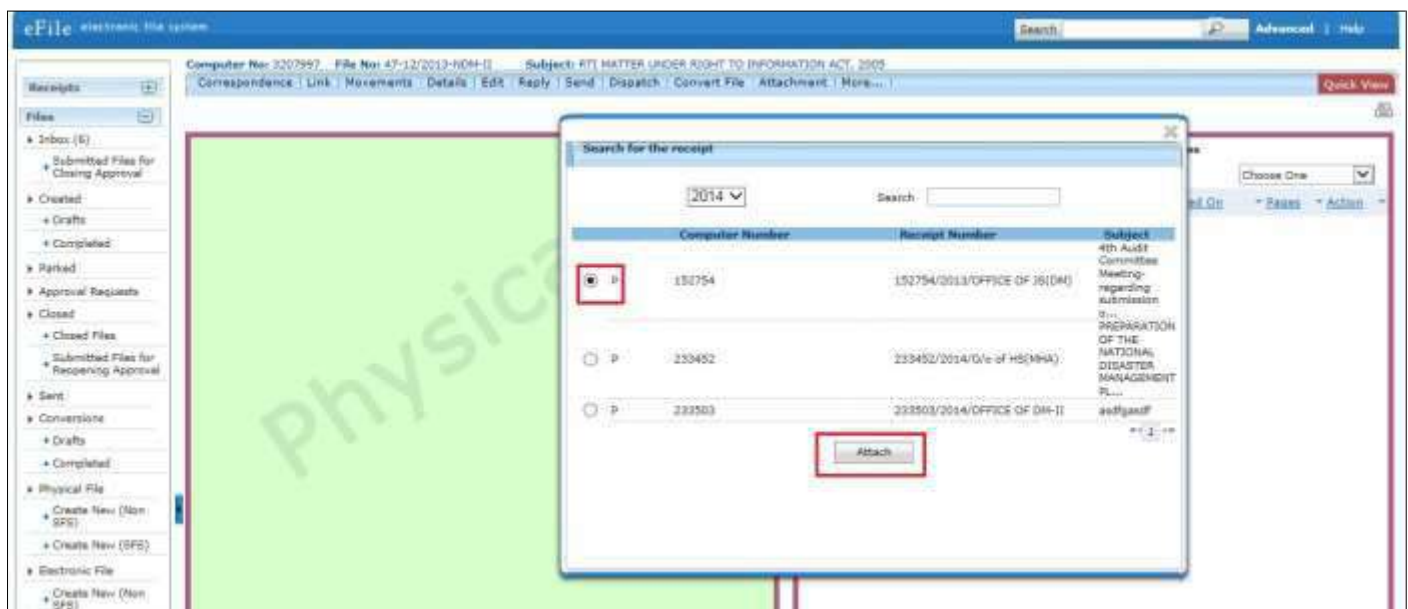 eFile electronic file system
Search
Advanced | Help
Computer No: 3207997 File No: 47-12/2013-NDM-II Subject: RTI MATTER UNDER RIGHT TO INFORMATION ACT, 2005
Correspondence | Link | Movements | Details | Edit | Reply | Send | Dispatch | Convert File | Attachment | More... |
Quick View
Receipts
Files
Inbox (6)
Submitted Files for
Closing Approval
Created
Drafts
Completed
Parked
Approval Requests
Closed
Closed Files
Submitted Files for
Reopening Approval
Sent
Conversions
Drafts
Completed
Physical File
Create New (Non
SFS)
Create New (SFS)
Electronic File
Create New (Non
SFS)
Physica
Search for the receipt
2014
Search
Computer Number Receipt Number Subject
P 152754 152754/2013/OFFICE OF JS(DM)
4th Audit
Committee
Meeting-
regarding
submission
o...
P 233452 233452/2014/O/o of HS(MHA)
PREPARATION
OF THE
NATIONAL
DISASTER
MANAGEMENT
PL...
P 233503 233503/2014/OFFICE OF DM-II asdfgasdf
1
Attach
Choose One
ed On Pages Action